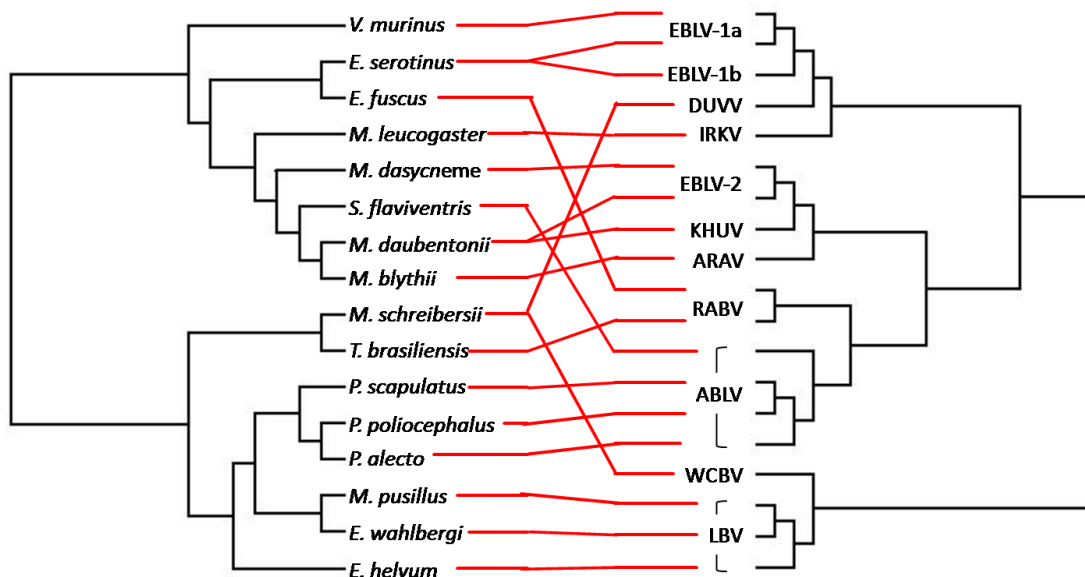 V. murinus
EBLV-1a
E. serotinus
EBLV-1b
E. fuscus
DUVV
M. leucogaster
IRKV
M. dasycneme
EBLV-2
S. flaviventris
M. daubentonii
KHUV
M. blythii
ARAV
M. schreibersii
RABV
T. brasiliensis
P. scapulatus
ABLV
P. poliocephalus
P. alecto
WCBV
M. pusillus
E. wahlbergi
LBV
E. helvum